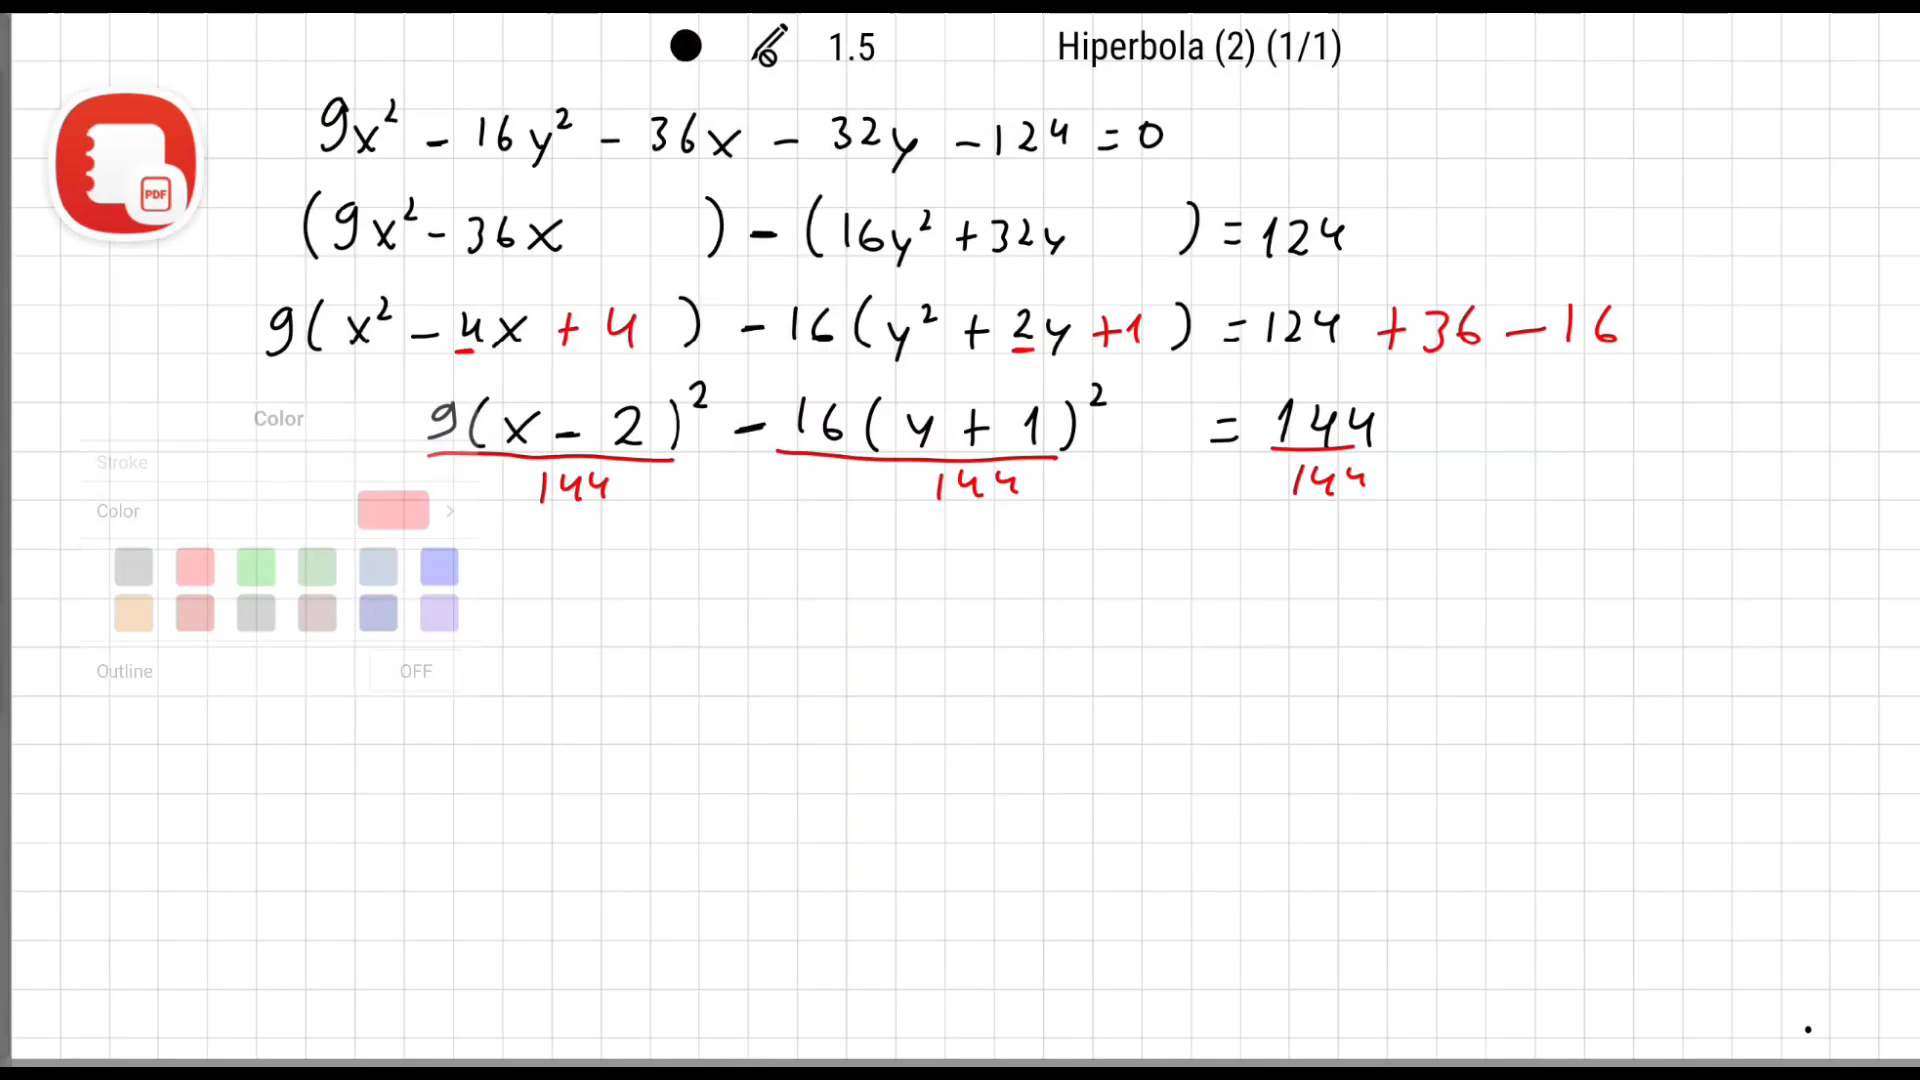 1.5 Hiperbola (2) (1/1)
PDF
9x² - 16y² - 36x - 32y - 124 = 0
(9x² - 36x ) - (16y² + 32y ) = 124
9(x² - 4x + 4 ) - 16(y² + 2y + 1 ) = 124 + 36 - 16
9(x - 2)² - 16(y + 1)² = 144
144 144 144
Color
Stroke
Color
Outline OFF